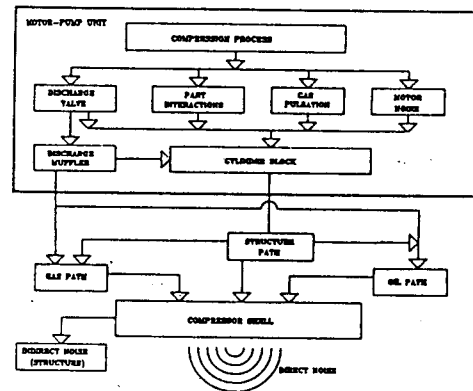 MOTOR-PUMP UNIT
COMPRESSION PROCESS
DISCHARGE
VALVE
PART
INTERACTIONS
GAS
PULSATION
MOTOR
NOISE
DISCHARGE
MUFFLER
CYLINDER BLOCK
STRUCTURE
PATH
GAS PATH
OIL PATH
COMPRESSOR SHELL
INDIRECT NOISE
(STRUCTURE)
DIRECT NOISE